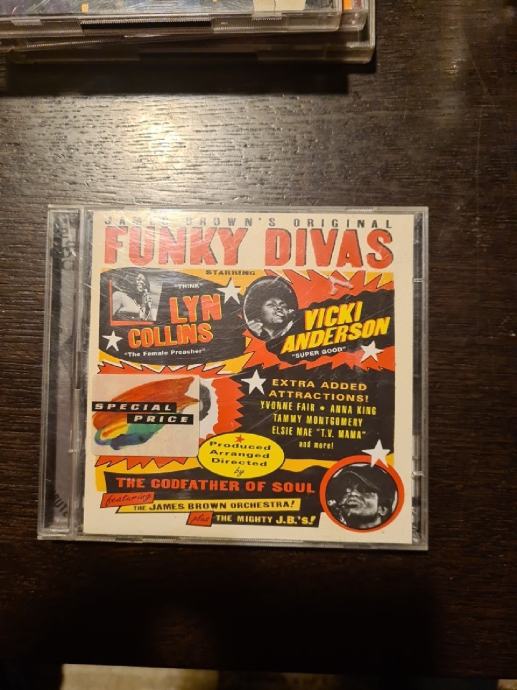 JAMES BROWN'S ORIGINAL
FUNKY DIVAS
STARRING
"THINK"
LYN
COLLINS
"The Female Preacher"
VICKI
ANDERSON
"SUPER GOOD"
EXTRA ADDED
ATTRACTIONS!
YVONNE FAIR • ANNA KING
TAMMY MONTGOMERY
ELSIE MAE "T.V. MAMA"
and more!
SPECIAL
PRICE
Produced
Arranged
Directed
by
THE GODFATHER OF SOUL
featuring
THE JAMES BROWN ORCHESTRA!
plus THE MIGHTY J.B.'s!